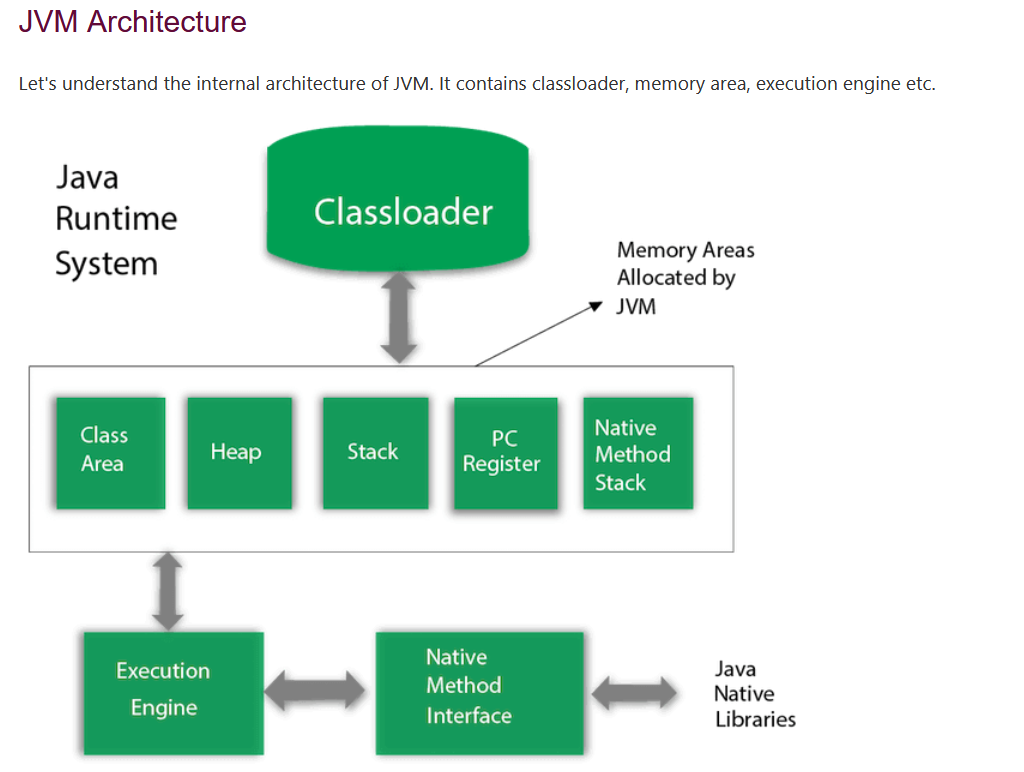 JVM Architecture
Let's understand the internal architecture of JVM. It contains classloader, memory area, execution engine etc.
Java
Runtime
System
Classloader
Memory Areas
Allocated by
JVM
Class
Area
Heap
Stack
PC
Register
Native
Method
Stack
Execution
Engine
Native
Method
Interface
Java
Native
Libraries